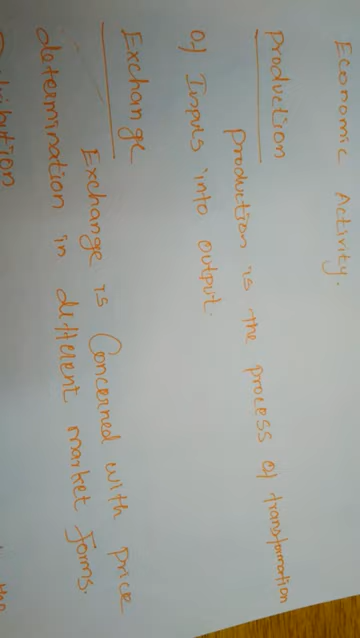 Economic Activity.
Production
Production is the process of transformation
of Inputs into output.
Exchange
Exchange is Concerned with Price
determination in different market forms.